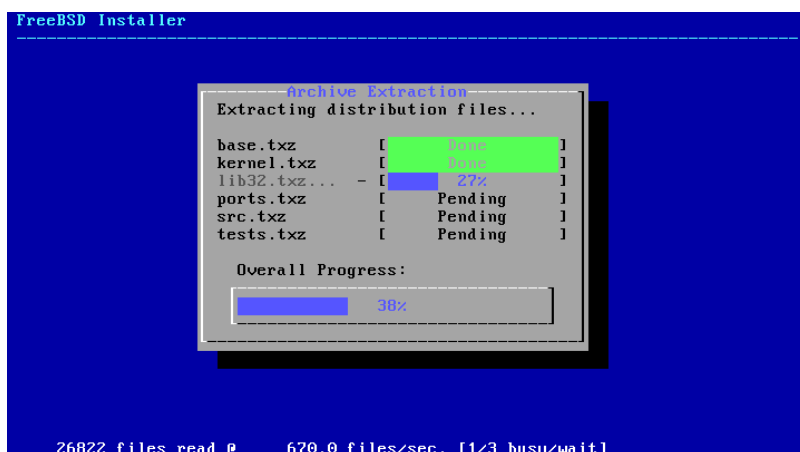 FreeBSD Installer
Archive Extraction
Extracting distribution files...
base.txz [ Done ]
kernel.txz [ Done ]
lib32.txz... - [ 27% ]
ports.txz [ Pending ]
src.txz [ Pending ]
tests.txz [ Pending ]
Overall Progress:
38%
26822 files read @ 670.0 files/sec. [1/3 busy/wait]